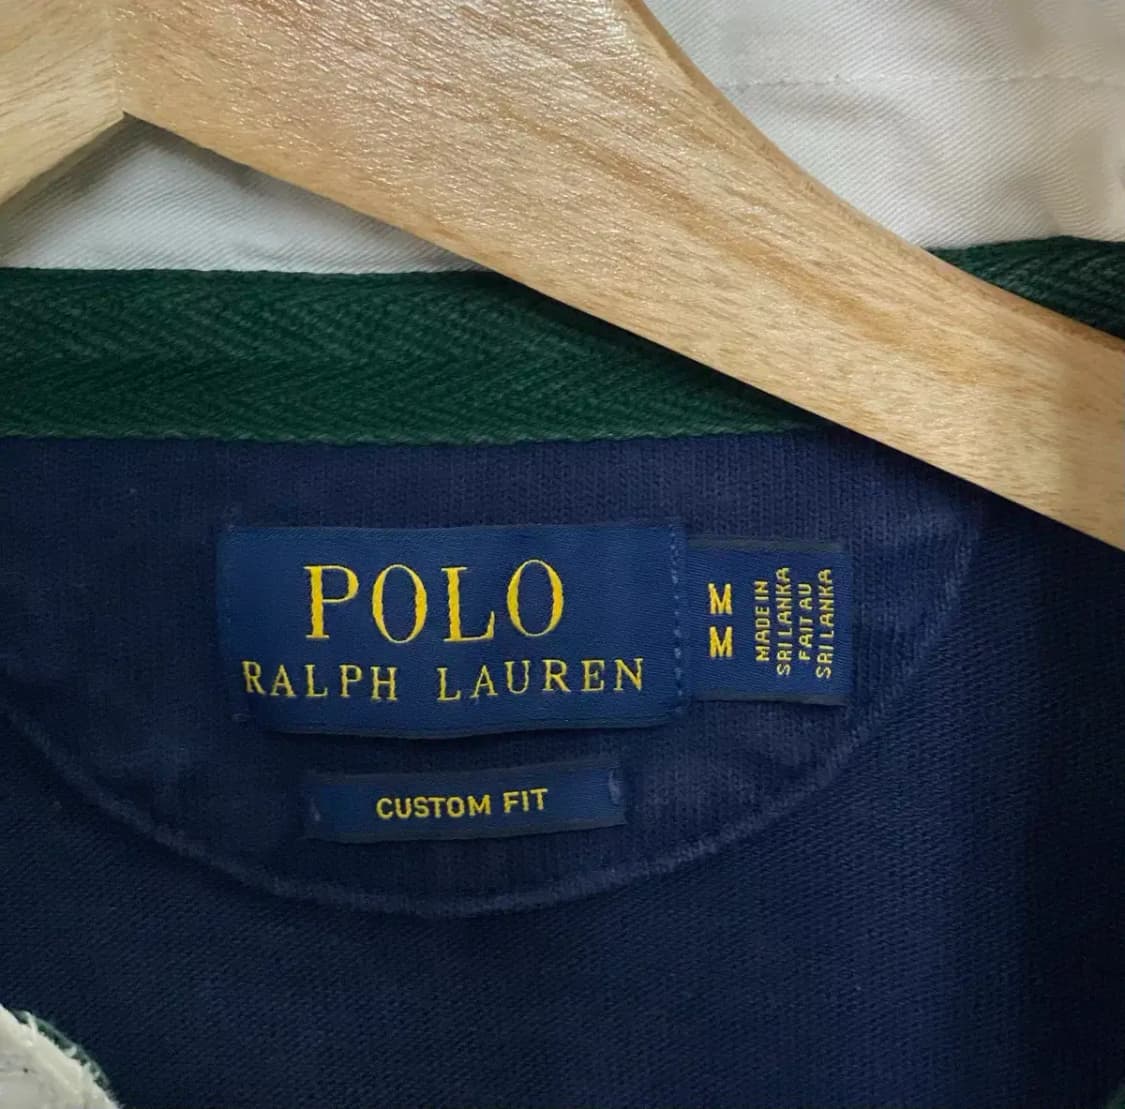 POLO
RALPH LAUREN
M
M
MADE IN
SRI LANKA
FAIT AU
SRI LANKA
CUSTOM FIT